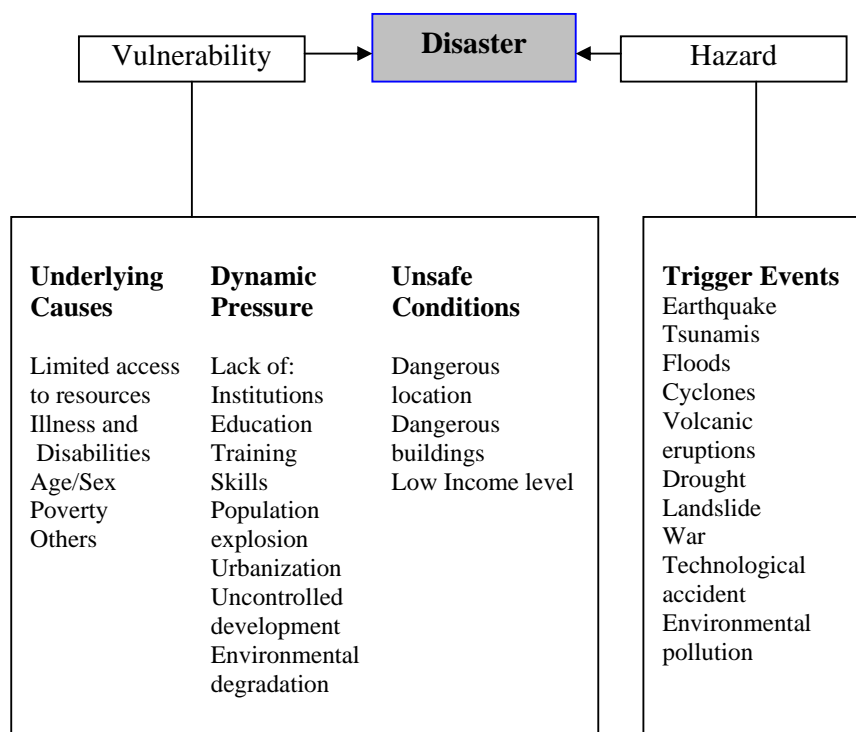 Vulnerability
Disaster
Hazard
Underlying
Causes
Limited access
to resources
Illness and
Disabilities
Age/Sex
Poverty
Others
Dynamic
Pressure
Lack of:
Institutions
Education
Training
Skills
Population
explosion
Urbanization
Uncontrolled
development
Environmental
degradation
Unsafe
Conditions
Dangerous
location
Dangerous
buildings
Low Income level
Trigger Events
Earthquake
Tsunamis
Floods
Cyclones
Volcanic
eruptions
Drought
Landslide
War
Technological
accident
Environmental
pollution